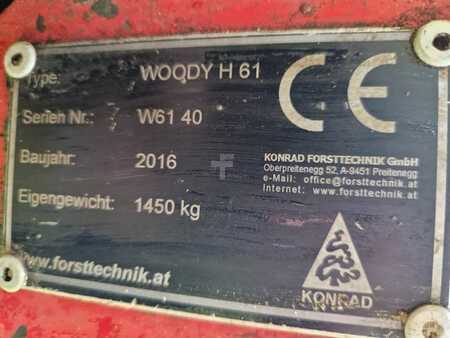 Type: WOODY H 61
Serien Nr.: W61 40
Baujahr: 2016
Eigengewicht: 1450 kg
www.forsttechnik.at
CE
KONRAD FORSTTECHNIK GmbH
Oberpreitenegg 52, A-9451 Preitenegg
e-Mail: office@forsttechnik.at
Internet: www.forsttechnik.at
KONRAD